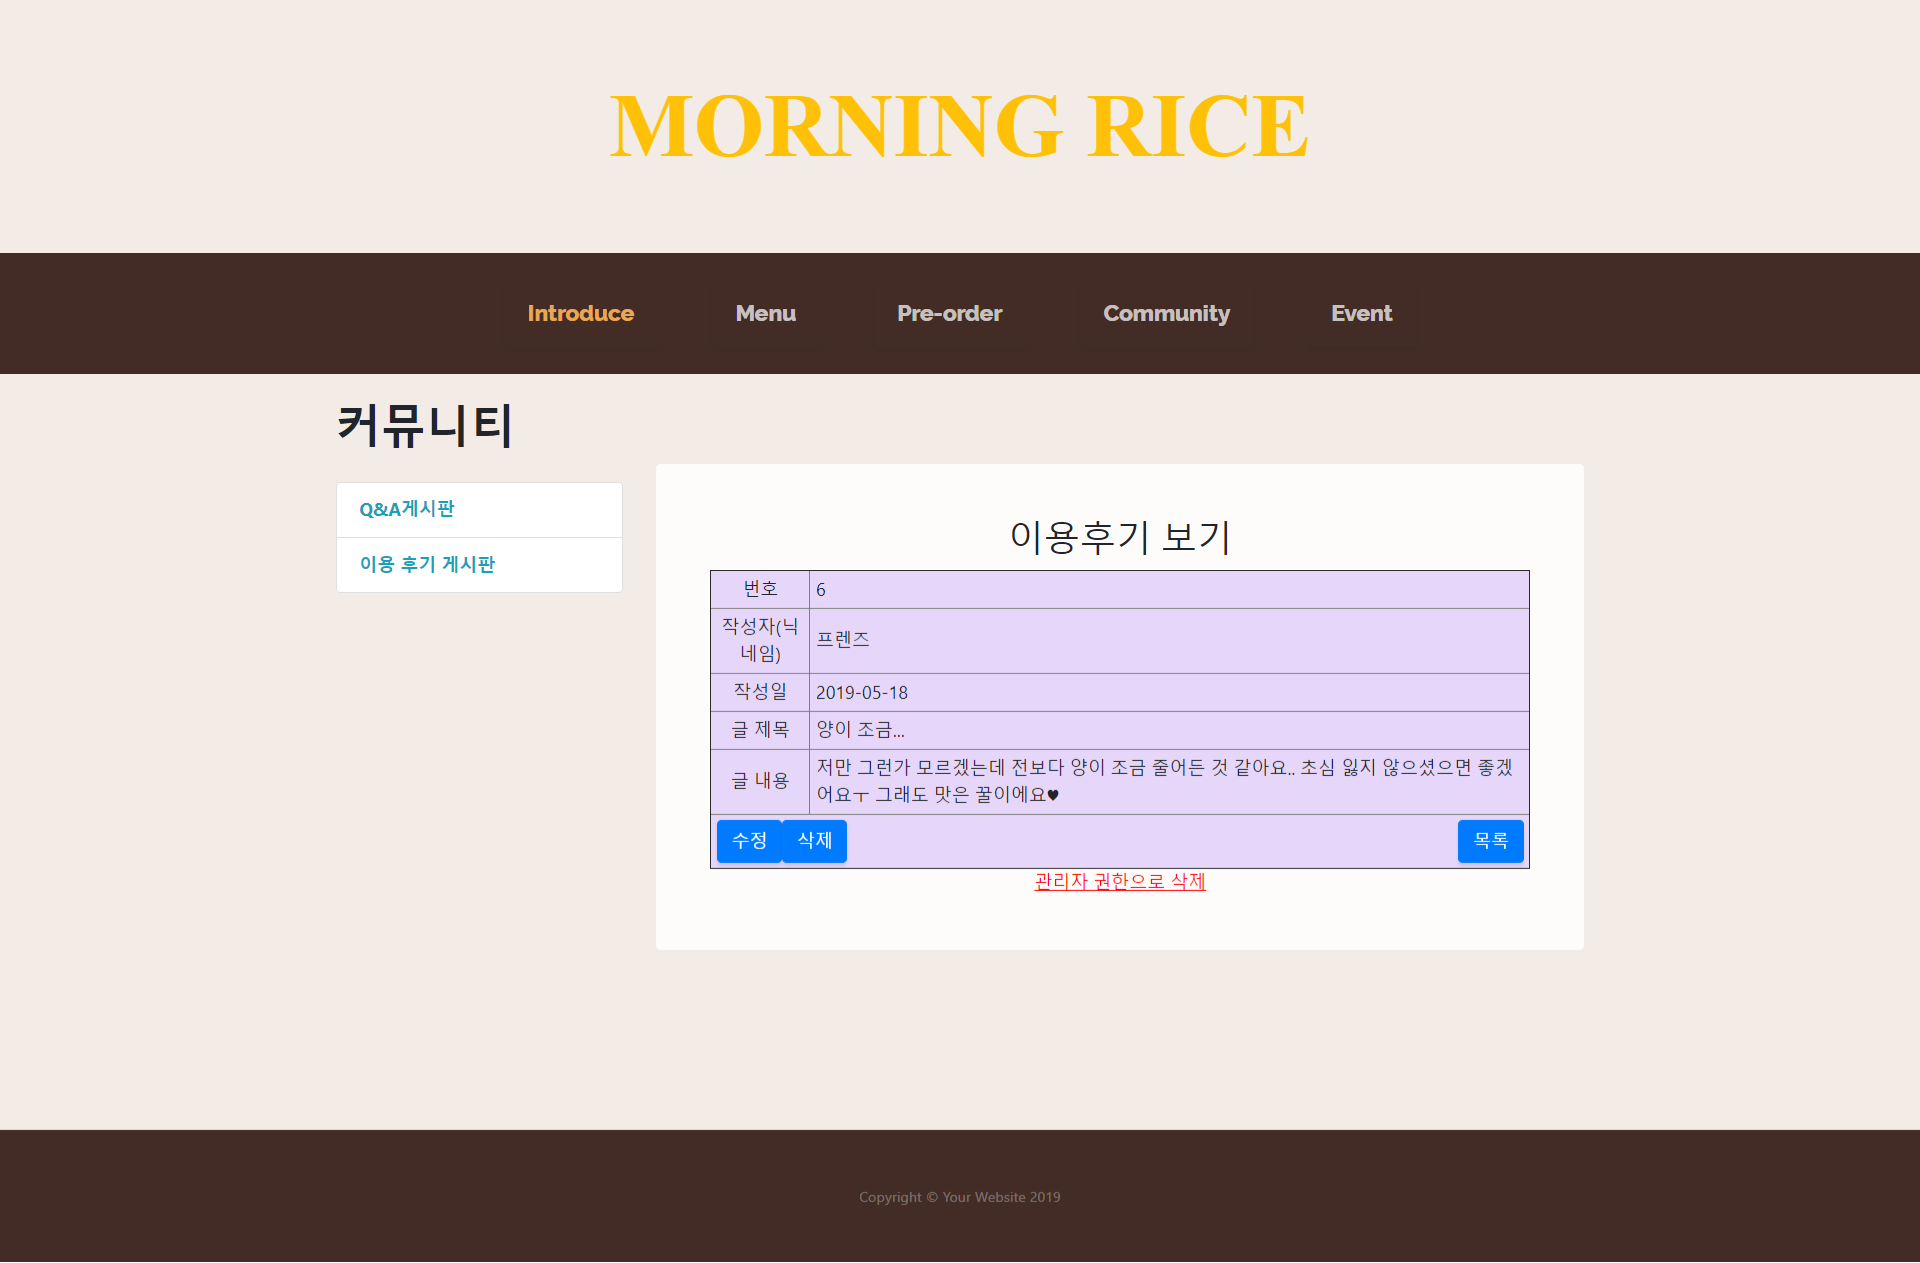 MORNING RICE
Introduce Menu Pre-order Community Event
커뮤니티
Q&A게시판
이용 후기 게시판
이용후기 보기
번호 6
작성자(닉
네임) 프렌즈
작성일 2019-05-18
글 제목 양이 조금...
글 내용 저만 그런가 모르겠는데 전보다 양이 조금 줄어든 것 같아요.. 초심 잃지 않으셨으면 좋겠
어요ㅜ 그래도 맛은 꿀이에요♥
수정 삭제 목록
관리자 권한으로 삭제
Copyright © Your Website 2019